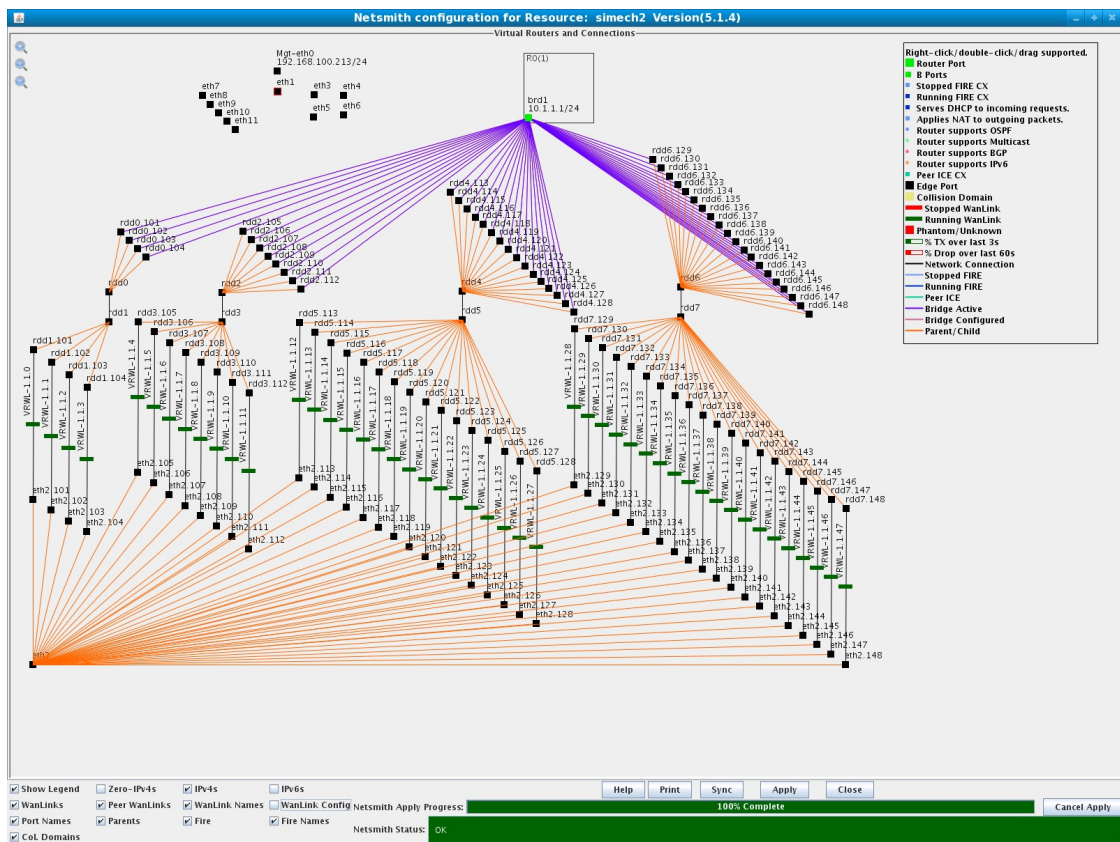 Netsmith configuration for Resource: simech2 Version(5.1.4)
Virtual Routers and Connections
Mgt-eth0
192.168.100.213/24
eth1
eth7
eth8
eth9
eth10
eth11
eth3
eth4
eth5
eth6
R0(1)
brd1
10.1.1.1/24
Right-click/double-click/drag supported.
Router Port
B Ports
Stopped FIRE CX
Running FIRE CX
Serves DHCP to incoming requests.
Applies NAT to outgoing packets.
Router supports OSPF
Router supports Multicast
Router supports BGP
Router supports IPv6
Peer ICE CX
Edge Port
Collision Domain
Stopped WanLink
Running WanLink
Phantom/Unknown
% TX over last 3s
% Drop over last 60s
Network Connection
Stopped FIRE
Running FIRE
Peer ICE
Bridge Active
Bridge Configured
Parent/Child
rdd0.101
rdd0.102
rdd0.103
rdd0.104
rdd2.105
rdd2.106
rdd2.107
rdd2.108
rdd2.109
rdd2.110
rdd2.111
rdd2.112
rdd4.113
rdd4.114
rdd4.115
rdd4.116
rdd4.117
rdd4.118
rdd4.119
rdd4.120
rdd4.121
rdd4.122
rdd4.123
rdd4.124
rdd4.125
rdd4.126
rdd4.127
rdd4.128
rdd6.129
rdd6.130
rdd6.131
rdd6.132
rdd6.133
rdd6.134
rdd6.135
rdd6.136
rdd6.137
rdd6.138
rdd6.139
rdd6.140
rdd6.141
rdd6.142
rdd6.143
rdd6.144
rdd6.145
rdd6.146
rdd6.147
rdd6.148
rdd0
rdd2
rdd4
rdd6
rdd1
rdd3
rdd5
rdd7
rdd1.101
rdd1.102
rdd1.103
rdd1.104
rdd3.105
rdd3.106
rdd3.107
rdd3.108
rdd3.109
rdd3.110
rdd3.111
rdd3.112
rdd5.113
rdd5.114
rdd5.115
rdd5.116
rdd5.117
rdd5.118
rdd5.119
rdd5.120
rdd5.121
rdd5.122
rdd5.123
rdd5.124
rdd5.125
rdd5.126
rdd5.127
rdd5.128
rdd7.129
rdd7.130
rdd7.131
rdd7.132
rdd7.133
rdd7.134
rdd7.135
rdd7.136
rdd7.137
rdd7.138
rdd7.139
rdd7.140
rdd7.141
rdd7.142
rdd7.143
rdd7.144
rdd7.145
rdd7.146
rdd7.147
rdd7.148
VRWL-1.1.0
VRWL-1.1.1
VRWL-1.1.2
VRWL-1.1.3
VRWL-1.1.4
VRWL-1.1.5
VRWL-1.1.6
VRWL-1.1.7
VRWL-1.1.8
VRWL-1.1.9
VRWL-1.1.10
VRWL-1.1.11
VRWL-1.1.12
VRWL-1.1.13
VRWL-1.1.14
VRWL-1.1.15
VRWL-1.1.16
VRWL-1.1.17
VRWL-1.1.18
VRWL-1.1.19
VRWL-1.1.20
VRWL-1.1.21
VRWL-1.1.22
VRWL-1.1.23
VRWL-1.1.24
VRWL-1.1.25
VRWL-1.1.26
VRWL-1.1.27
VRWL-1.1.28
VRWL-1.1.29
VRWL-1.1.30
VRWL-1.1.31
VRWL-1.1.32
VRWL-1.1.33
VRWL-1.1.34
VRWL-1.1.35
VRWL-1.1.36
VRWL-1.1.37
VRWL-1.1.38
VRWL-1.1.39
VRWL-1.1.40
VRWL-1.1.41
VRWL-1.1.42
VRWL-1.1.43
VRWL-1.1.44
VRWL-1.1.45
VRWL-1.1.46
VRWL-1.1.47
eth2.101
eth2.102
eth2.103
eth2.104
eth2.105
eth2.106
eth2.107
eth2.108
eth2.109
eth2.110
eth2.111
eth2.112
eth2.113
eth2.114
eth2.115
eth2.116
eth2.117
eth2.118
eth2.119
eth2.120
eth2.121
eth2.122
eth2.123
eth2.124
eth2.125
eth2.126
eth2.127
eth2.128
eth2.129
eth2.130
eth2.131
eth2.132
eth2.133
eth2.134
eth2.135
eth2.136
eth2.137
eth2.138
eth2.139
eth2.140
eth2.141
eth2.142
eth2.143
eth2.144
eth2.145
eth2.146
eth2.147
eth2.148
Show Legend
Zero-IPv4s
IPv4s
IPv6s
Help
Print
Sync
Apply
Close
WanLinks
Peer WanLinks
WanLink Names
WanLink Config
Netsmith Apply Progress:
100% Complete
Cancel Apply
Port Names
Parents
Fire
Fire Names
Netsmith Status:
OK
CoL Domains